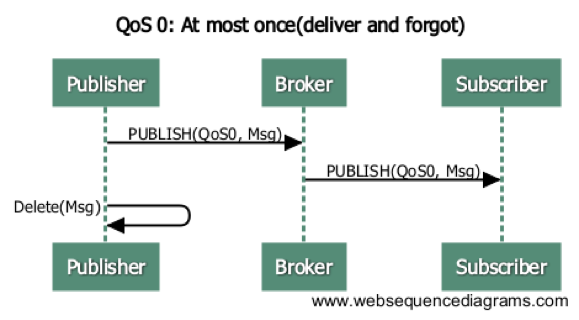 QoS 0: At most once(deliver and forgot)
Publisher
Broker
Subscriber
PUBLISH(QoS0, Msg)
PUBLISH(QoS0, Msg)
Delete(Msg)
Publisher
Broker
Subscriber
www.websequencediagrams.com